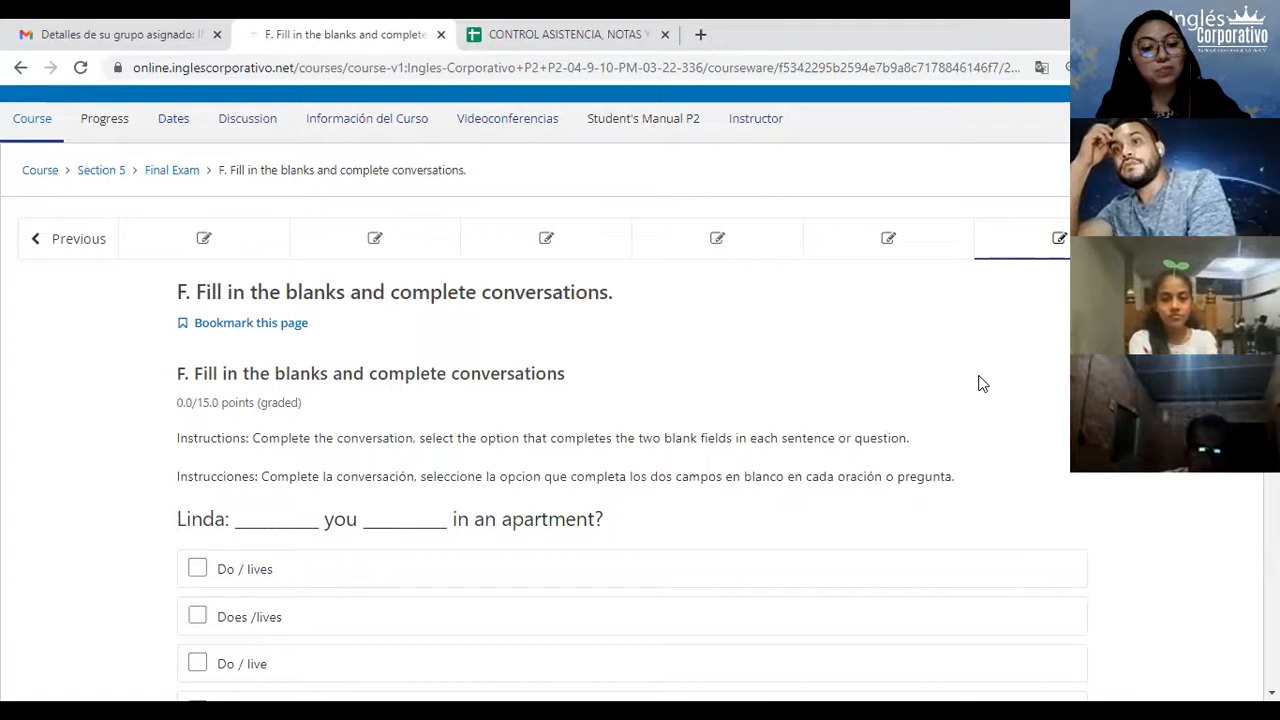 Detalles de su grupo asignado: I
F. Fill in the blanks and complete
CONTROL ASISTENCIA, NOTAS Y
online.inglescorporativo.net/courses/course-v1:Ingles-Corporativo+P2+P2-04-9-10-PM-03-22-336/courseware/f5342295b2594e7b9a8c7178846146f7/2...
Inglés
Corporativo
Course
Progress
Dates
Discussion
Información del Curso
Videoconferencias
Student's Manual P2
Instructor
Course > Section 5 > Final Exam > F. Fill in the blanks and complete conversations.
Previous
F. Fill in the blanks and complete conversations.
Bookmark this page
F. Fill in the blanks and complete conversations
0.0/15.0 points (graded)
Instructions: Complete the conversation, select the option that completes the two blank fields in each sentence or question.
Instrucciones: Complete la conversación, seleccione la opcion que completa los dos campos en blanco en cada oración o pregunta.
Linda: __________ you __________ in an apartment?
Do / lives
Does /lives
Do / live